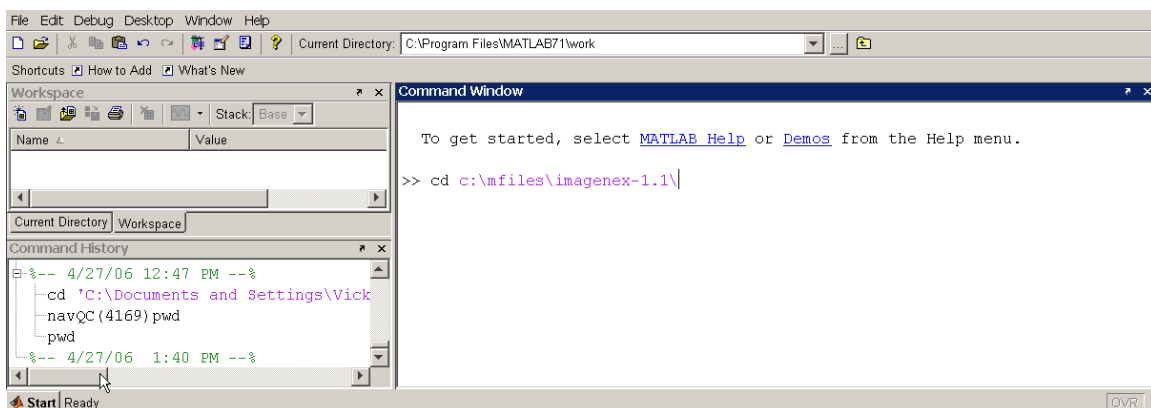 File Edit Debug Desktop Window Help
Current Directory: C:\Program Files\MATLAB71\work
...
Shortcuts How to Add What's New
Workspace
Stack: Base
Name Value
Current Directory Workspace
Command History
%-- 4/27/06 12:47 PM --%
cd 'C:\Documents and Settings\Vick
navQC(4169)pwd
pwd
%-- 4/27/06 1:40 PM --%
Command Window
To get started, select MATLAB Help or Demos from the Help menu.
>> cd c:\mfiles\imagenex-1.1\
Start Ready
OVR